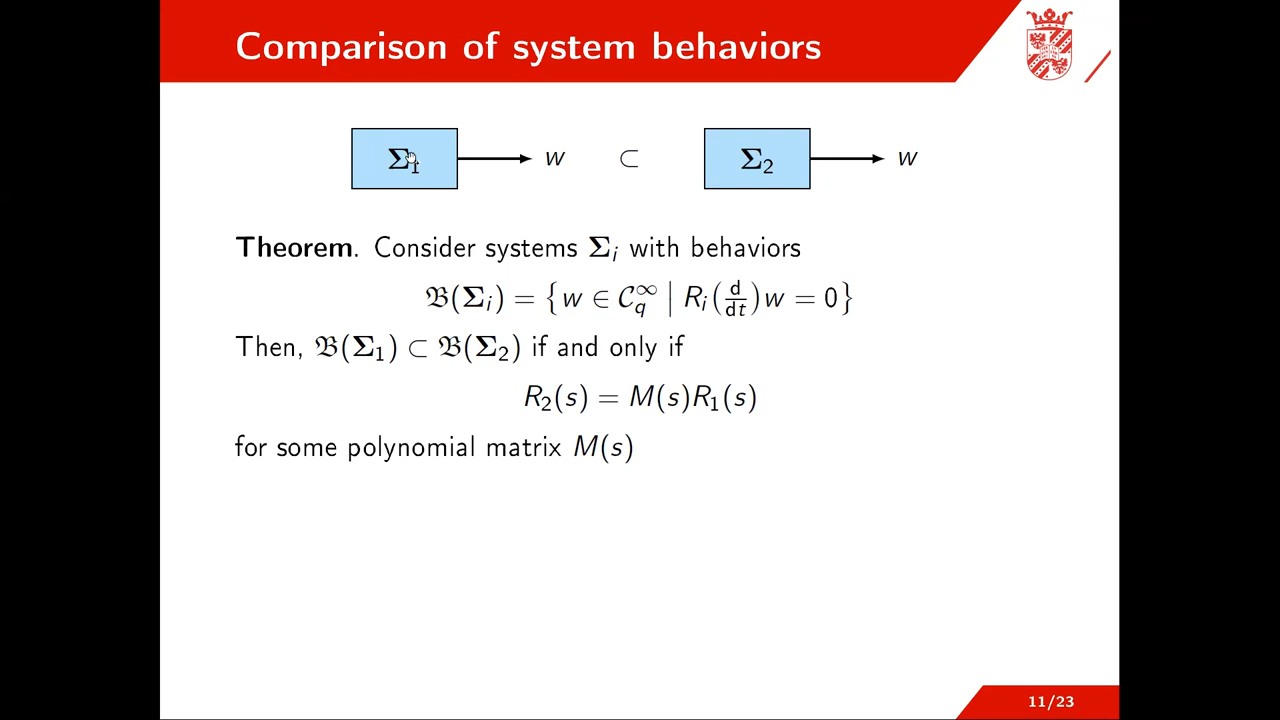 Comparison of system behaviors
Σ₁ w ⊂ Σ₂ w
Theorem. Consider systems Σᵢ with behaviors
𝔅(Σᵢ) = { w ∈ 𝒞_q^∞ | Rᵢ(d/dt)w = 0 }
Then, 𝔅(Σ₁) ⊂ 𝔅(Σ₂) if and only if
R₂(s) = M(s)R₁(s)
for some polynomial matrix M(s)
11/23